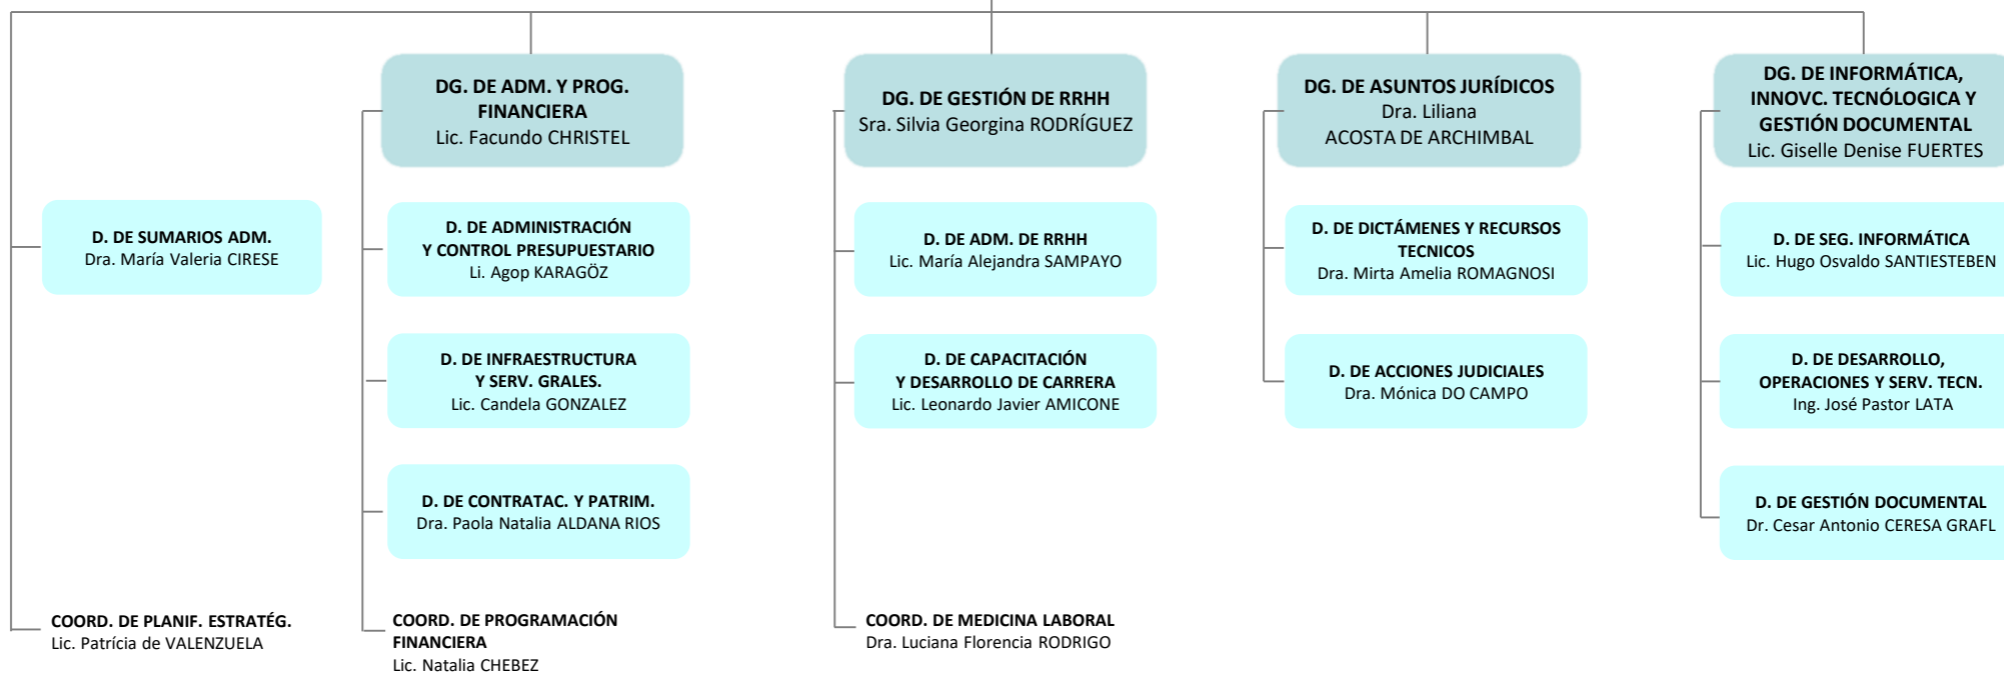 D. DE SUMARIOS ADM.
Dra. María Valeria CIRESE
COORD. DE PLANIF. ESTRATÉG.
Lic. Patrícia de VALENZUELA
DG. DE ADM. Y PROG.
FINANCIERA
Lic. Facundo CHRISTEL
D. DE ADMINISTRACIÓN
Y CONTROL PRESUPUESTARIO
Li. Agop KARAGÖZ
D. DE INFRAESTRUCTURA
Y SERV. GRALES.
Lic. Candela GONZALEZ
D. DE CONTRATAC. Y PATRIM.
Dra. Paola Natalia ALDANA RIOS
COORD. DE PROGRAMACIÓN
FINANCIERA
Lic. Natalia CHEBEZ
DG. DE GESTIÓN DE RRHH
Sra. Silvia Georgina RODRÍGUEZ
D. DE ADM. DE RRHH
Lic. María Alejandra SAMPAYO
D. DE CAPACITACIÓN
Y DESARROLLO DE CARRERA
Lic. Leonardo Javier AMICONE
COORD. DE MEDICINA LABORAL
Dra. Luciana Florencia RODRIGO
DG. DE ASUNTOS JURÍDICOS
Dra. Liliana
ACOSTA DE ARCHIMBAL
D. DE DICTÁMENES Y RECURSOS
TECNICOS
Dra. Mirta Amelia ROMAGNOSI
D. DE ACCIONES JUDICIALES
Dra. Mónica DO CAMPO
DG. DE INFORMÁTICA,
INNOVC. TECNÓLOGICA Y
GESTIÓN DOCUMENTAL
Lic. Giselle Denise FUERTES
D. DE SEG. INFORMÁTICA
Lic. Hugo Osvaldo SANTIESTEBEN
D. DE DESARROLLO,
OPERACIONES Y SERV. TECN.
Ing. José Pastor LATA
D. DE GESTIÓN DOCUMENTAL
Dr. Cesar Antonio CERESA GRAFL